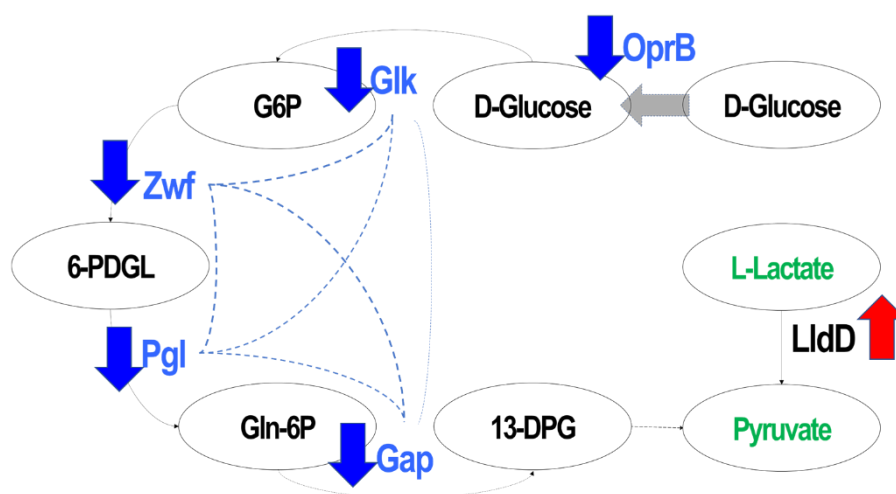 OprB
Glk
G6P
D-Glucose
D-Glucose
Zwf
6-PDGL
L-Lactate
LldD
Pgl
Gln-6P
13-DPG
Pyruvate
Gap